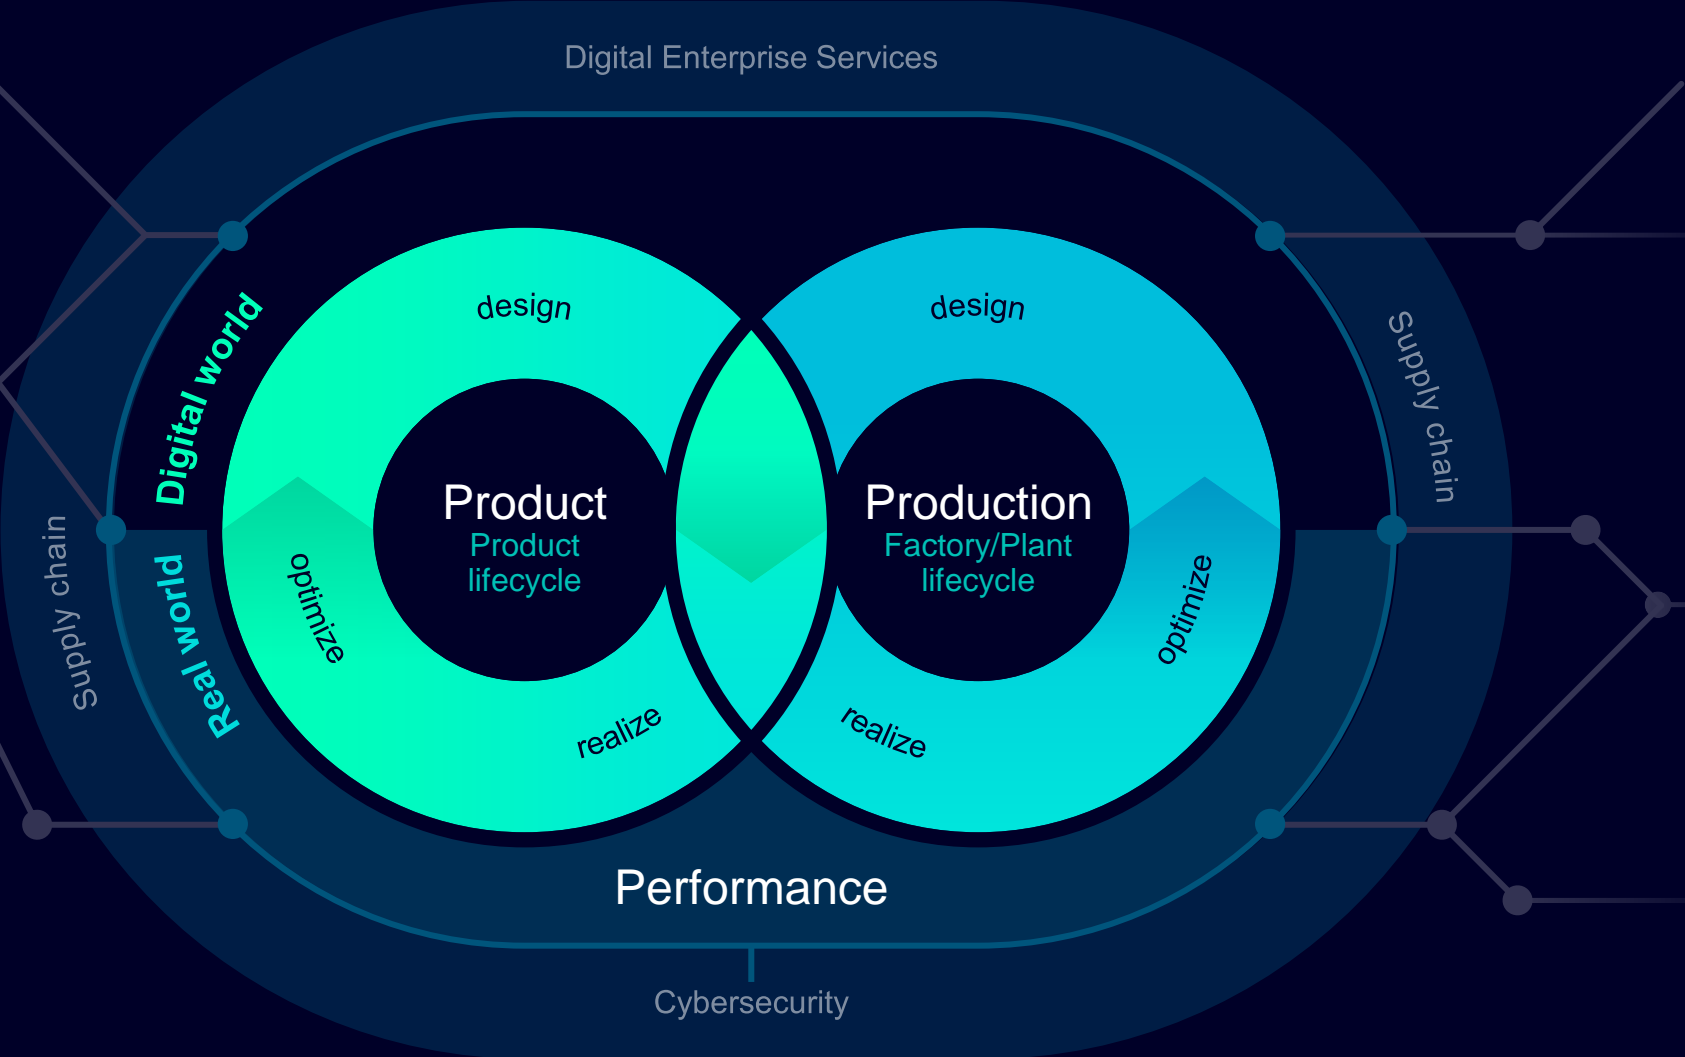 Digital Enterprise Services
Digital world
design
design
Supply chain
Product
Product
lifecycle
Production
Factory/Plant
lifecycle
Supply chain
Real world
optimize
optimize
realize
realize
Performance
Cybersecurity